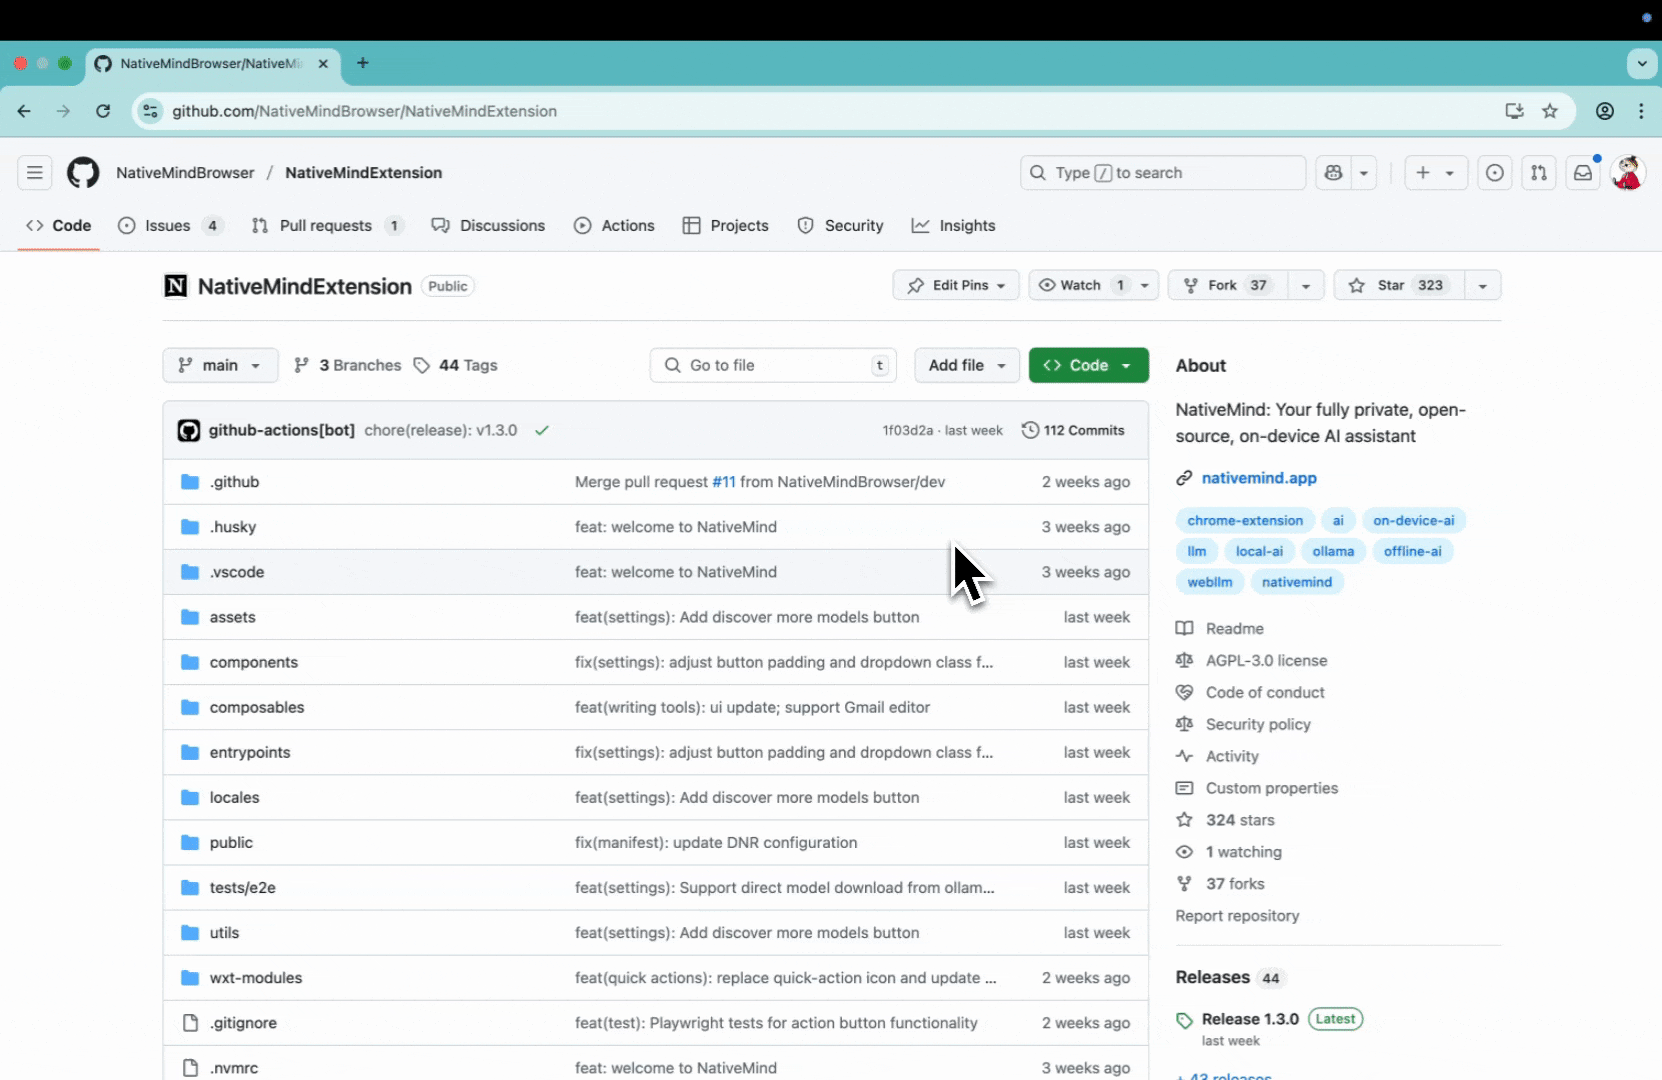 NativeMindBrowser/NativeMi
github.com/NativeMindBrowser/NativeMindExtension
NativeMindBrowser / NativeMindExtension
Type / to search
Code
Issues 4
Pull requests 1
Discussions
Actions
Projects
Security
Insights
N NativeMindExtension Public
Edit Pins
Watch 1
Fork 37
Star 323
main
3 Branches
44 Tags
Go to file t
Add file
Code
github-actions[bot] chore(release): v1.3.0
1f03d2a · last week
112 Commits
.github Merge pull request #11 from NativeMindBrowser/dev 2 weeks ago
.husky feat: welcome to NativeMind 3 weeks ago
.vscode feat: welcome to NativeMind 3 weeks ago
assets feat(settings): Add discover more models button last week
components fix(settings): adjust button padding and dropdown class f... last week
composables feat(writing tools): ui update; support Gmail editor last week
entrypoints fix(settings): adjust button padding and dropdown class f... last week
locales feat(settings): Add discover more models button last week
public fix(manifest): update DNR configuration last week
tests/e2e feat(settings): Support direct model download from ollam... last week
utils feat(settings): Add discover more models button last week
wxt-modules feat(quick actions): replace quick-action icon and update ... 2 weeks ago
.gitignore feat(test): Playwright tests for action button functionality 2 weeks ago
.nvmrc feat: welcome to NativeMind 3 weeks ago
About
NativeMind: Your fully private, open-
source, on-device AI assistant
nativemind.app
chrome-extension ai on-device-ai
llm local-ai ollama offline-ai
webllm nativemind
Readme
AGPL-3.0 license
Code of conduct
Security policy
Activity
Custom properties
324 stars
1 watching
37 forks
Report repository
Releases 44
Release 1.3.0 Latest
last week
+ 43 releases